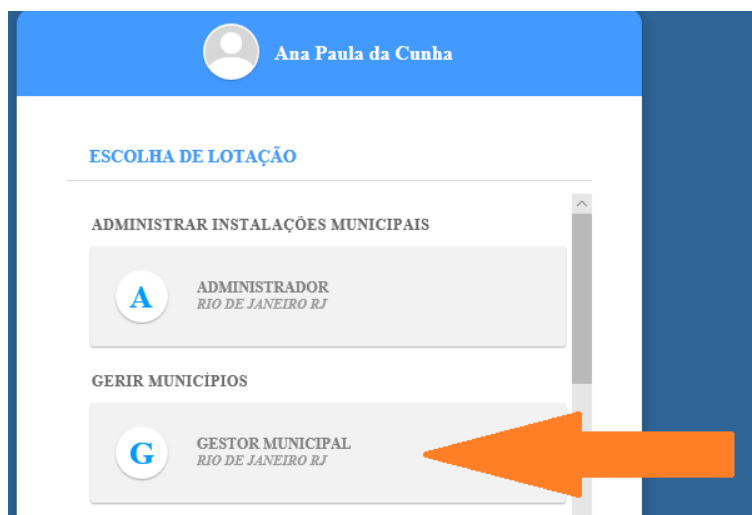 Ana Paula da Cunha
ESCOLHA DE LOTAÇÃO
ADMINISTRAR INSTALAÇÕES MUNICIPAIS
A
ADMINISTRADOR
RIO DE JANEIRO RJ
GERIR MUNICÍPIOS
G
GESTOR MUNICIPAL
RIO DE JANEIRO RJ